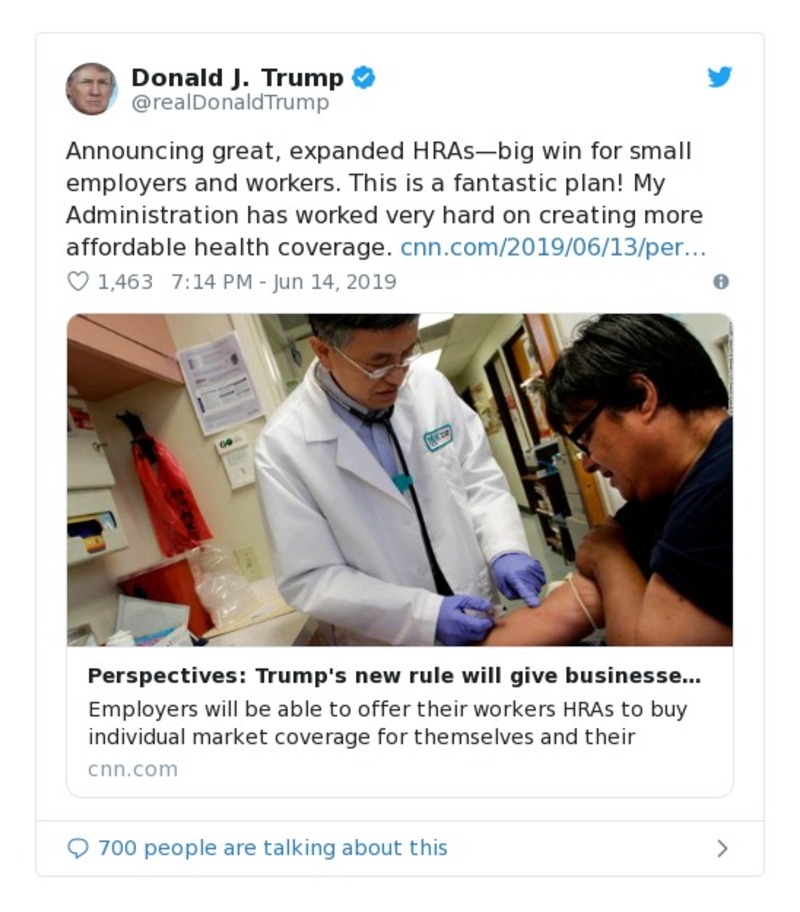 Donald J. Trump
@realDonaldTrump
Announcing great, expanded HRAs—big win for small
employers and workers. This is a fantastic plan! My
Administration has worked very hard on creating more
affordable health coverage. cnn.com/2019/06/13/per…
1,463 7:14 PM - Jun 14, 2019
Perspectives: Trump's new rule will give businesse…
Employers will be able to offer their workers HRAs to buy
individual market coverage for themselves and their
cnn.com
700 people are talking about this